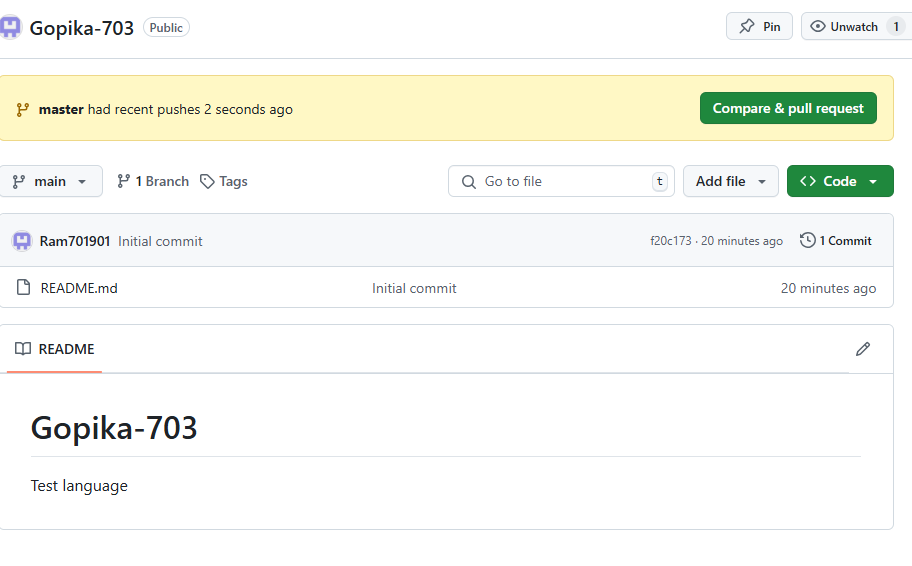 Gopika-703 Public Pin Unwatch 1
master had recent pushes 2 seconds ago Compare & pull request
main 1 Branch Tags Go to file t Add file <> Code
Ram701901 Initial commit f20c173 · 20 minutes ago 1 Commit
README.md Initial commit 20 minutes ago
README
Gopika-703
Test language